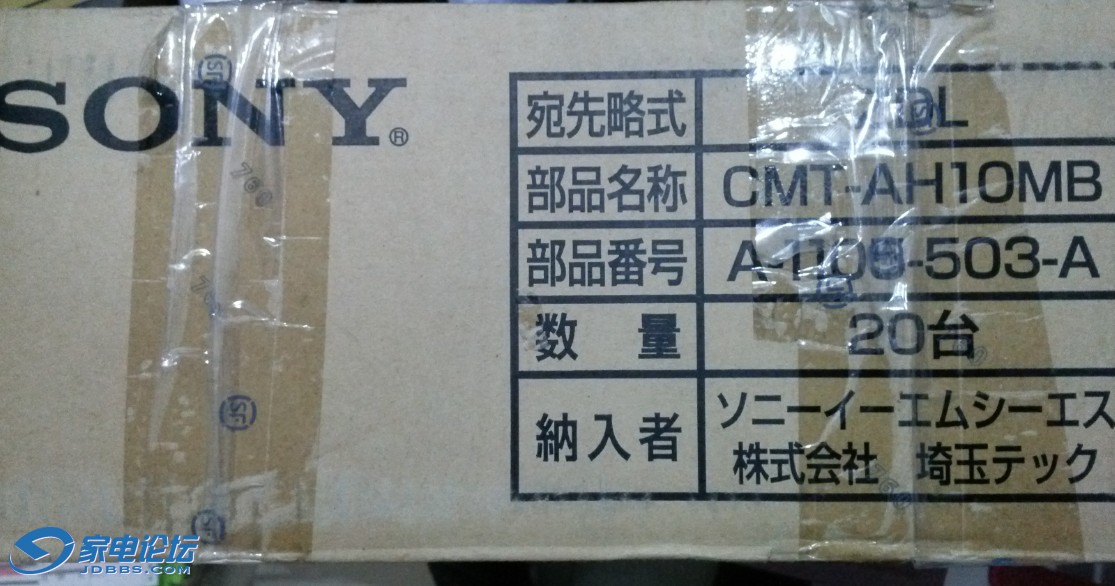 SONY®
宛先略式
部品名称 CMT-AH10MB
部品番号
数 量 20台
納入者 ソニーイーエムシーエス
株式会社 埼玉テック
家电论坛
JDBBS.COM